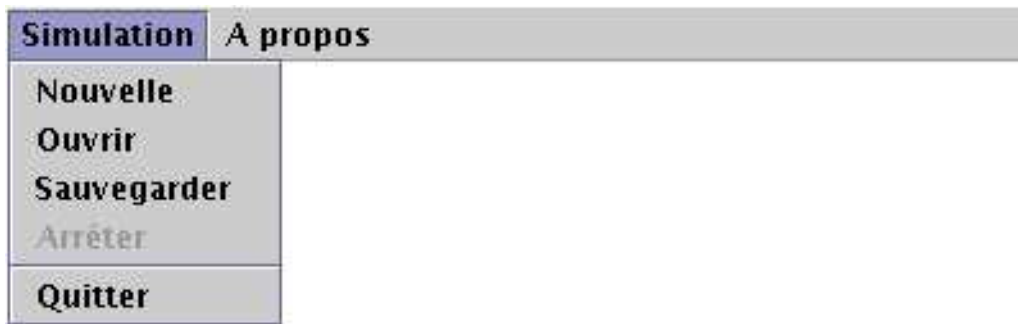 Simulation A propos
Nouvelle
Ouvrir
Sauvegarder
Arrêter
Quitter